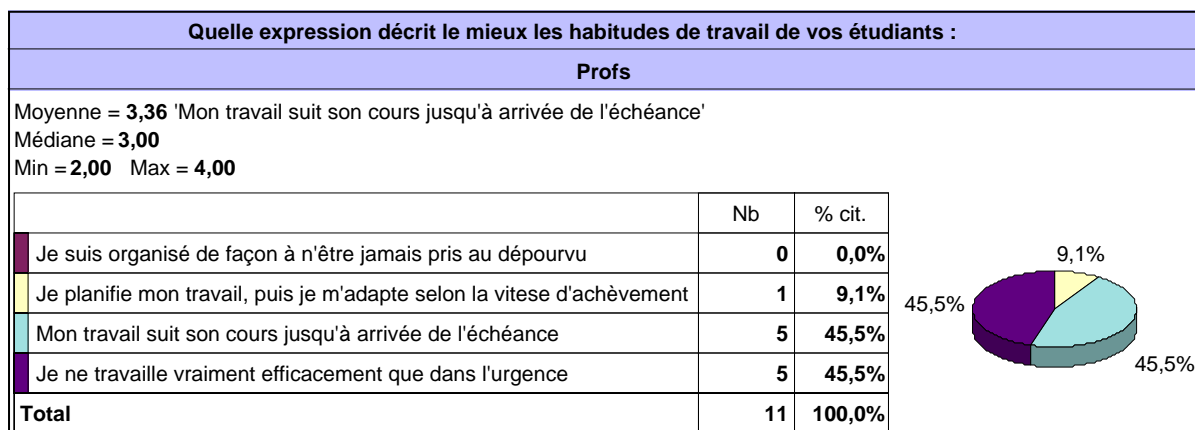 Quelle expression décrit le mieux les habitudes de travail de vos étudiants :
Profs
Moyenne = 3,36 'Mon travail suit son cours jusqu'à arrivée de l'échéance'
Médiane = 3,00
Min = 2,00 Max = 4,00
Nb % cit.
Je suis organisé de façon à n'être jamais pris au dépourvu 0 0,0%
Je planifie mon travail, puis je m'adapte selon la vitese d'achèvement 1 9,1%
Mon travail suit son cours jusqu'à arrivée de l'échéance 5 45,5%
Je ne travaille vraiment efficacement que dans l'urgence 5 45,5%
Total 11 100,0%
9,1%
45,5%
45,5%